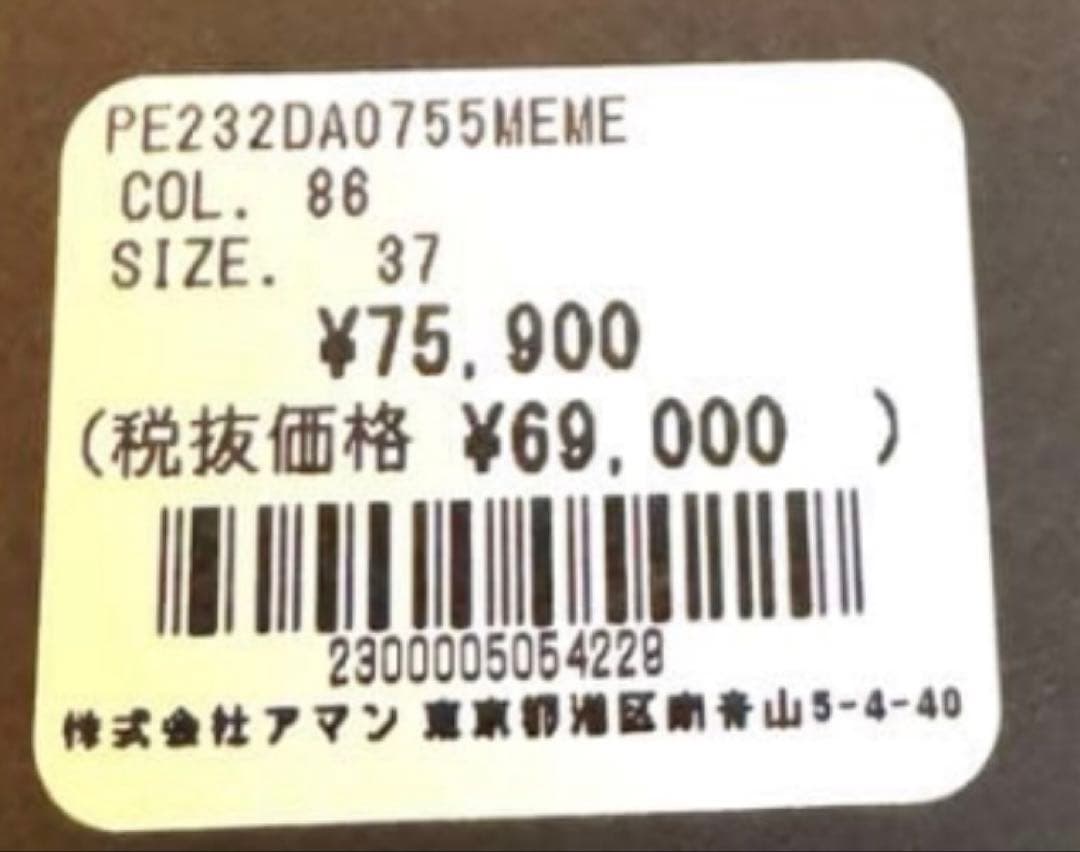 PE232DA0755MEME
COL. 86
SIZE. 37
¥75,900
(税抜価格 ¥69,000 )
2300005054228
株式会社アマン 東京都港区南青山5-4-40